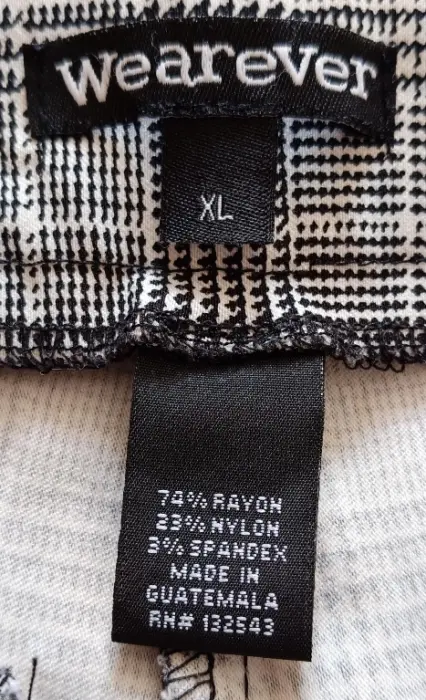 wearever
XL
74% RAYON
23% NYLON
3% SPANDEX
MADE IN
GUATEMALA
RN# 132543